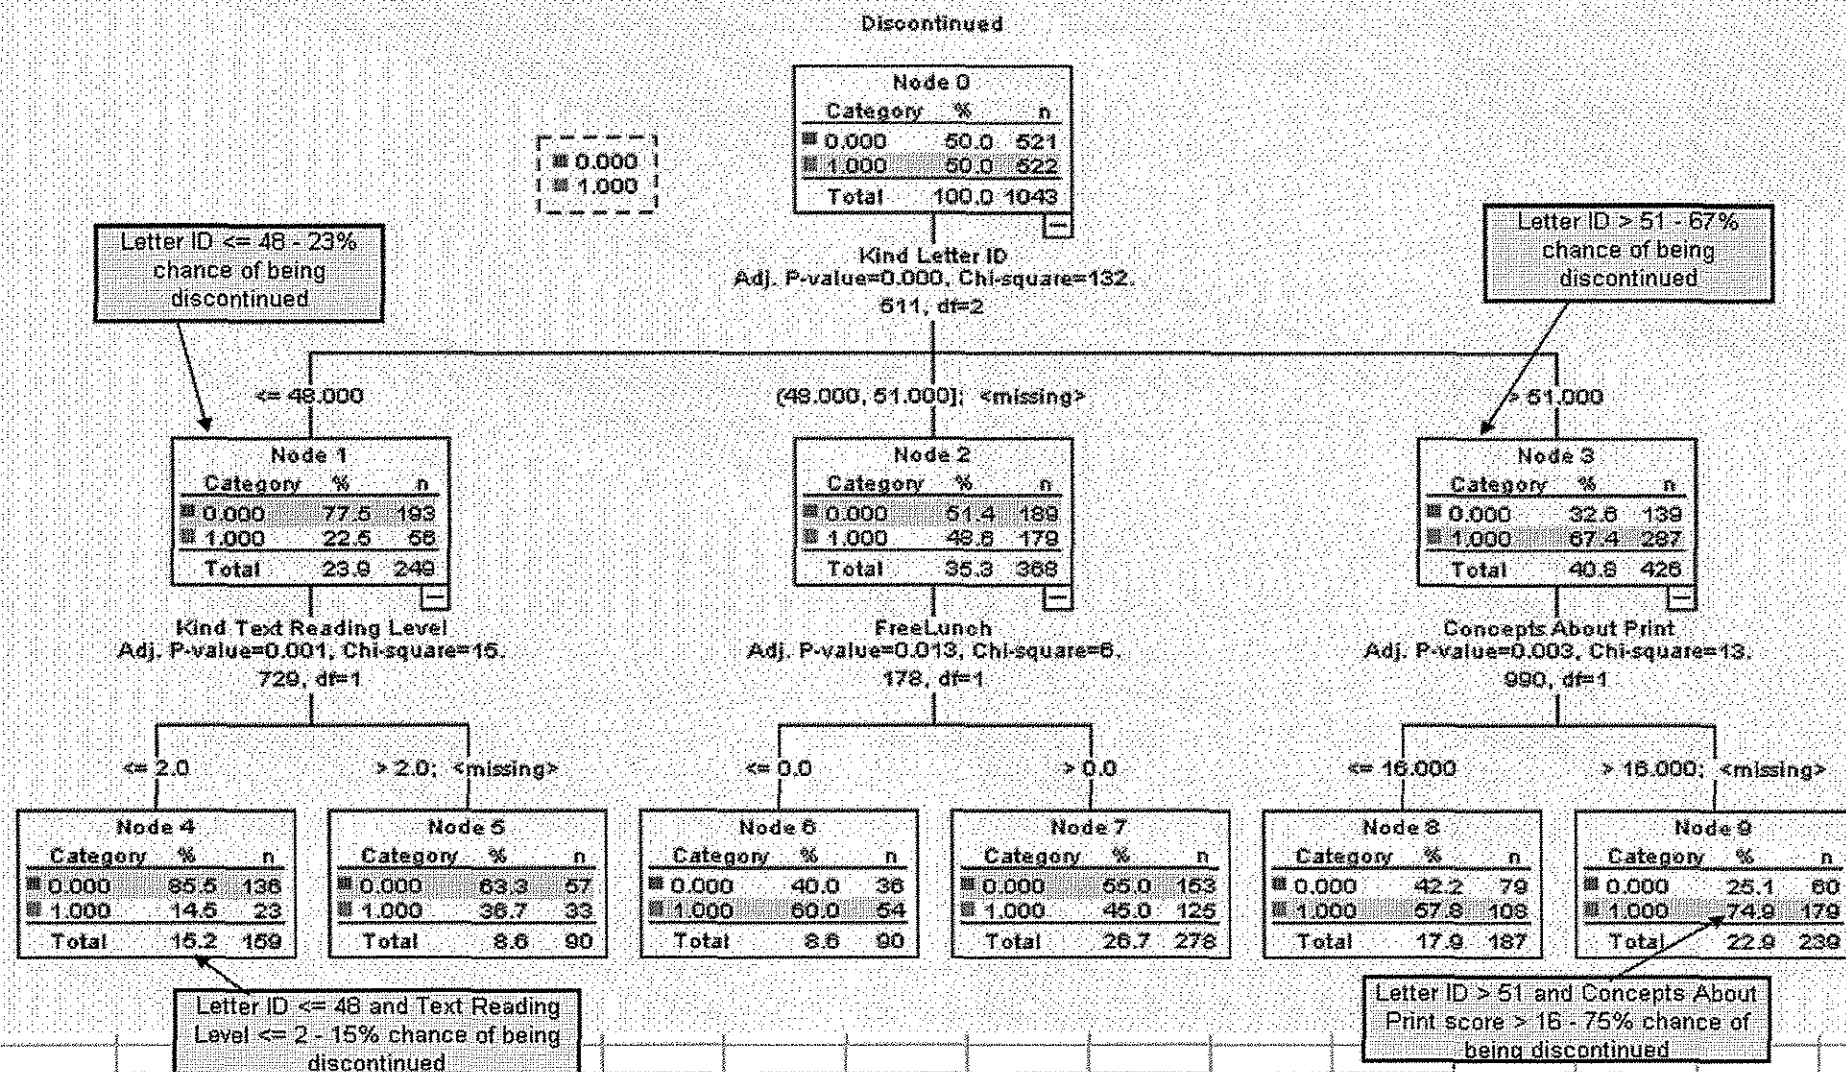 Discontinued
Node 0
Category % n
0.000 50.0 521
1.000 50.0 522
Total 100.0 1043
0.000
1.000
Letter ID <= 48 - 23%
chance of being
discontinued
Letter ID > 51 - 67%
chance of being
discontinued
Kind Letter ID
Adj. P-value=0.000, Chi-square=132.
511, df=2
<= 48.000
(48.000, 51.000]; <missing>
> 51.000
Node 1
Category % n
0.000 77.5 193
1.000 22.5 56
Total 23.9 249
Node 2
Category % n
0.000 51.4 189
1.000 48.6 179
Total 35.3 368
Node 3
Category % n
0.000 32.6 139
1.000 67.4 287
Total 40.8 426
Kind Text Reading Level
Adj. P-value=0.001, Chi-square=15.
729, df=1
FreeLunch
Adj. P-value=0.013, Chi-square=6.
178, df=1
Concepts About Print
Adj. P-value=0.003, Chi-square=13.
990, df=1
<= 2.0
> 2.0; <missing>
<= 0.0
> 0.0
<= 16.000
> 16.000; <missing>
Node 4
Category % n
0.000 85.5 136
1.000 14.5 23
Total 15.2 159
Node 5
Category % n
0.000 63.3 57
1.000 36.7 33
Total 8.6 90
Node 6
Category % n
0.000 40.0 36
1.000 60.0 54
Total 8.6 90
Node 7
Category % n
0.000 55.0 153
1.000 45.0 125
Total 26.7 278
Node 8
Category % n
0.000 42.2 79
1.000 57.8 108
Total 17.9 187
Node 9
Category % n
0.000 25.1 60
1.000 74.9 179
Total 22.9 239
Letter ID <= 48 and Text Reading
Level <= 2 - 15% chance of being
discontinued
Letter ID > 51 and Concepts About
Print score > 16 - 75% chance of
being discontinued